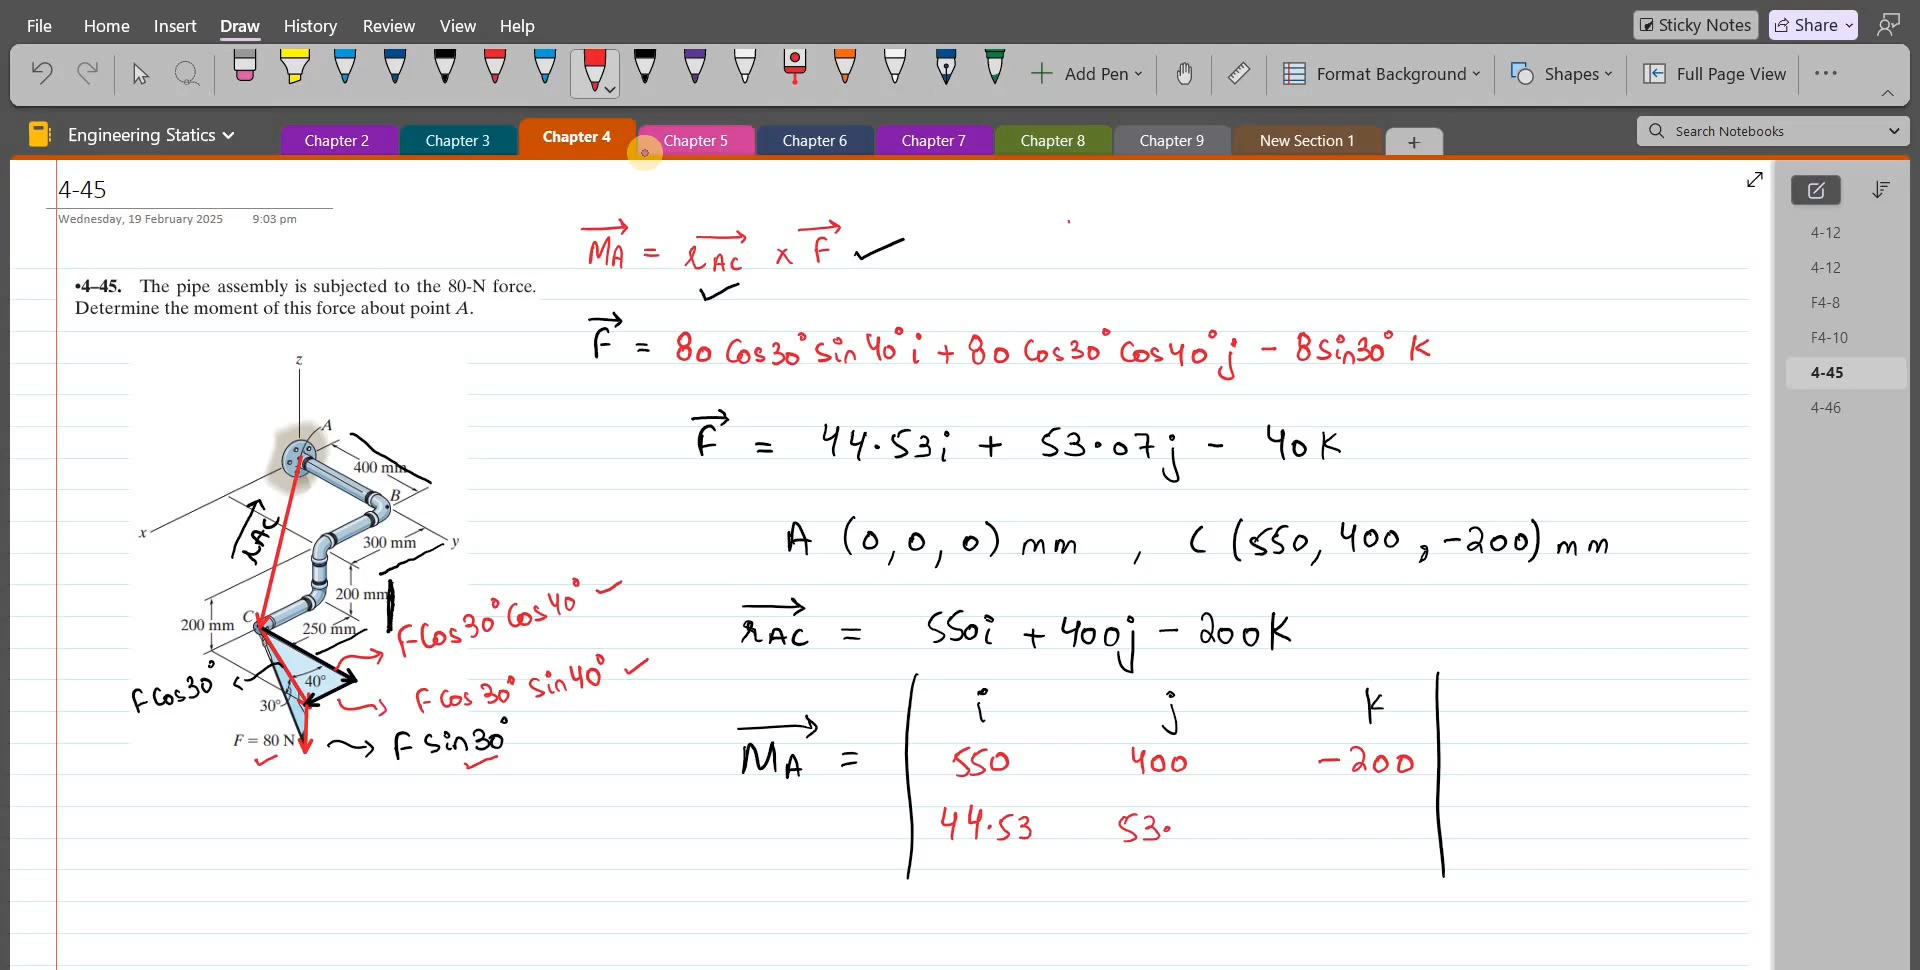 File Home Insert Draw History Review View Help Sticky Notes Share
Add Pen Format Background Shapes Full Page View
Engineering Statics Chapter 2 Chapter 3 Chapter 4 Chapter 5 Chapter 6 Chapter 7 Chapter 8 Chapter 9 New Section 1 + Search Notebooks
4-45
Wednesday, 19 February 2025 9:03 pm
•4–45. The pipe assembly is subjected to the 80-N force.
Determine the moment of this force about point A.
z
A
400 mm
B
x
rAC
300 mm
y
200 mm
200 mm
C
250 mm
F cos30° cos40°
F cos30°
40°
F cos30° sin40°
30°
F = 80 N
F sin30°
MA = rAC × F
F = 80 cos30° sin40° i + 80 cos30° cos40° j - 8sin30° k
F = 44.53i + 53.07j - 40k
A (0, 0, 0) mm , C (550, 400, -200) mm
rAC = 550i + 400j - 200k
i j k
MA = 550 400 -200
44.53 53.
4-12
4-12
F4-8
F4-10
4-45
4-46